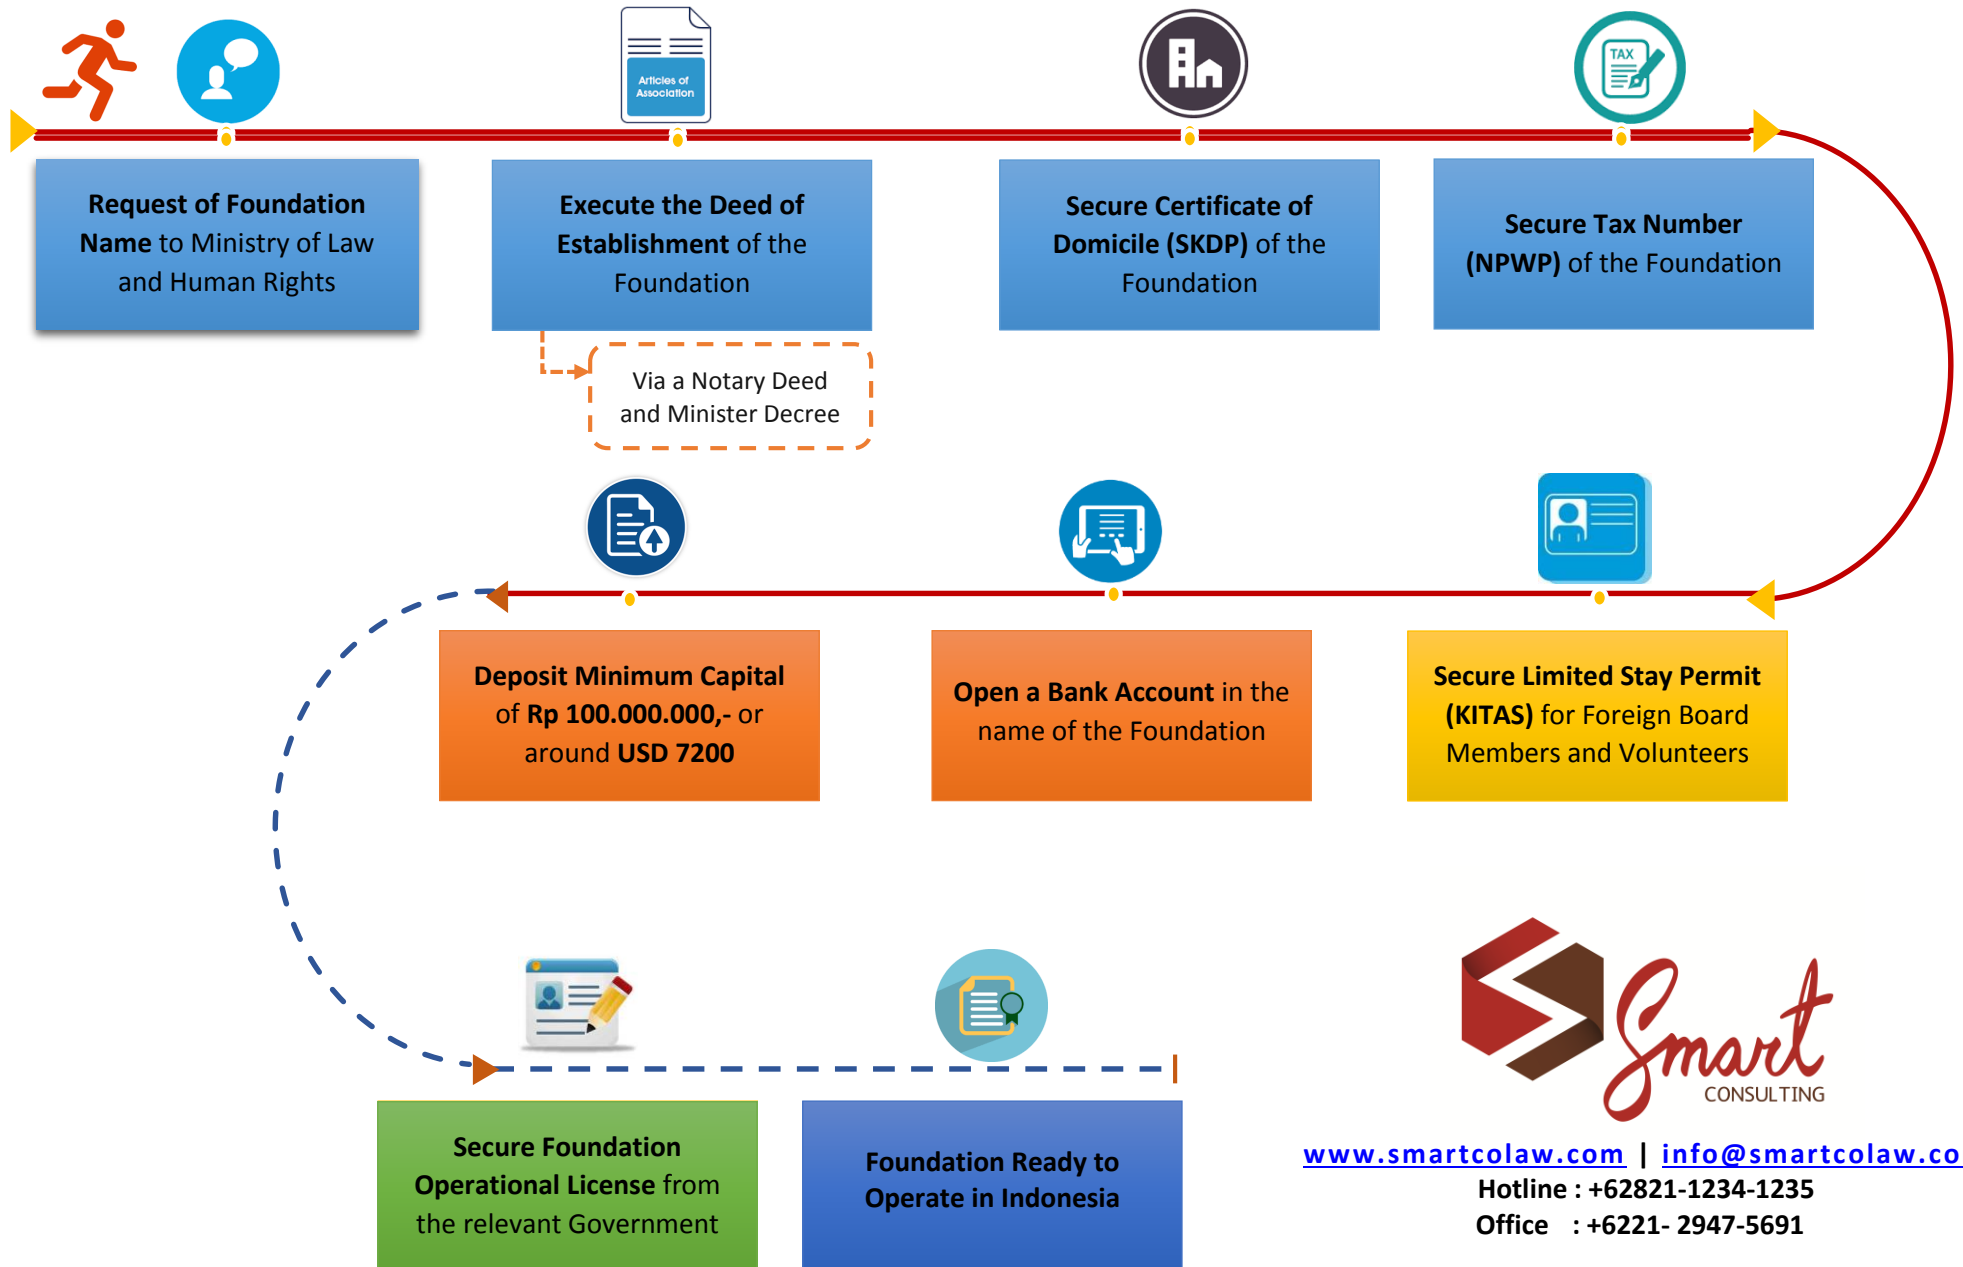 Articles of
Association
TAX
Request of Foundation
Name to Ministry of Law
and Human Rights
Execute the Deed of
Establishment of the
Foundation
Secure Certificate of
Domicile (SKDP) of the
Foundation
Secure Tax Number
(NPWP) of the Foundation
Via a Notary Deed
and Minister Decree
Deposit Minimum Capital
of Rp 100.000.000,- or
around USD 7200
Open a Bank Account in the
name of the Foundation
Secure Limited Stay Permit
(KITAS) for Foreign Board
Members and Volunteers
Secure Foundation
Operational License from
the relevant Government
Foundation Ready to
Operate in Indonesia
Smart
CONSULTING
www.smartcolaw.com | info@smartcolaw.co
Hotline : +62821-1234-1235
Office : +6221- 2947-5691